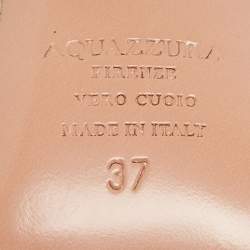 AQUAZZURA
FIRENZE
VERO CUOIO
MADE IN ITALY
37